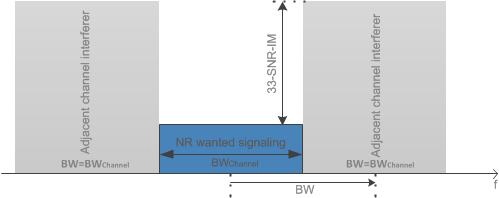 Adjacent channel interferer
BW=BWChannel
33-SNR-IM
NR wanted signaling
BWChannel
Adjacent channel interferer
BW=BWChannel
BW
f